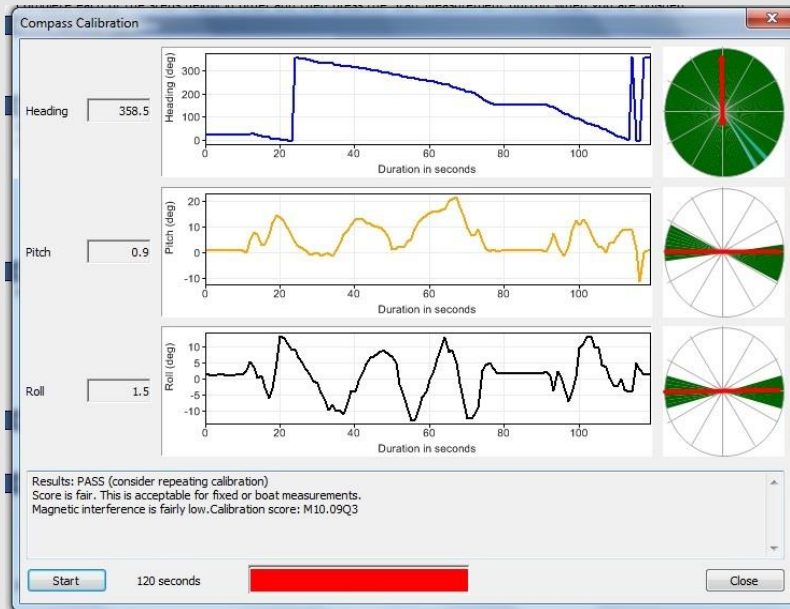 Compass Calibration
Heading
358.5
Heading (deg)
300
200
100
0
0 20 40 60 80 100
Duration in seconds
Pitch
0.9
Pitch (deg)
20
10
0
-10
0 20 40 60 80 100
Duration in seconds
Roll
1.5
Roll (deg)
10
5
0
-5
-10
0 20 40 60 80 100
Duration in seconds
Results: PASS (consider repeating calibration)
Score is fair. This is acceptable for fixed or boat measurements.
Magnetic interference is fairly low.Calibration score: M10.09Q3
Start
120 seconds
Close